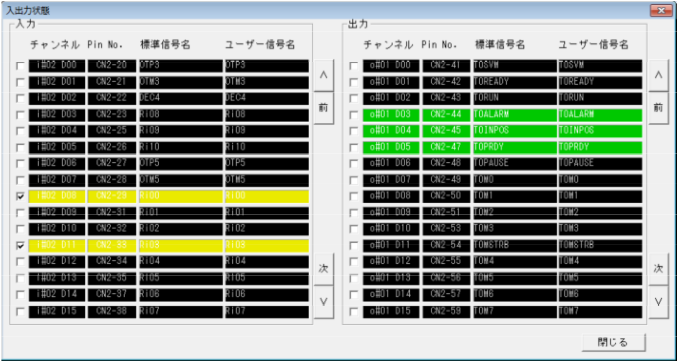 入出力状態
入力
チャンネル Pin No. 標準信号名 ユーザー信号名
i#02 D00 CN2-20 OTP3 OTP3
i#02 D01 CN2-21 OTM3 OTM3
i#02 D02 CN2-22 DEC4 DEC4
i#02 D03 CN2-23 Ri08 Ri08
i#02 D04 CN2-25 Ri09 Ri09
i#02 D05 CN2-26 Ri10 Ri10
i#02 D06 CN2-27 OTP5 OTP5
i#02 D07 CN2-28 OTM5 OTM5
i#02 D08 CN2-29 Ri00 Ri00
i#02 D09 CN2-31 Ri01 Ri01
i#02 D10 CN2-32 Ri02 Ri02
i#02 D11 CN2-33 Ri03 Ri03
i#02 D12 CN2-34 Ri04 Ri04
i#02 D13 CN2-35 Ri05 Ri05
i#02 D14 CN2-37 Ri06 Ri06
i#02 D15 CN2-38 Ri07 Ri07
前
次
出力
チャンネル Pin No. 標準信号名 ユーザー信号名
o#01 D00 CN2-41 TOSVM TOSVM
o#01 D01 CN2-42 TOREADY TOREADY
o#01 D02 CN2-43 TORUN TORUN
o#01 D03 CN2-44 TOALARM TOALARM
o#01 D04 CN2-45 TOINPOS TOINPOS
o#01 D05 CN2-47 TOPRDY TOPRDY
o#01 D06 CN2-48 TOPAUSE TOPAUSE
o#01 D07 CN2-49 TOM0 TOM0
o#01 D08 CN2-50 TOM1 TOM1
o#01 D09 CN2-51 TOM2 TOM2
o#01 D10 CN2-53 TOM3 TOM3
o#01 D11 CN2-54 TOMSTRB TOMSTRB
o#01 D12 CN2-55 TOM4 TOM4
o#01 D13 CN2-56 TOM5 TOM5
o#01 D14 CN2-57 TOM6 TOM6
o#01 D15 CN2-59 TOM7 TOM7
前
次
閉じる